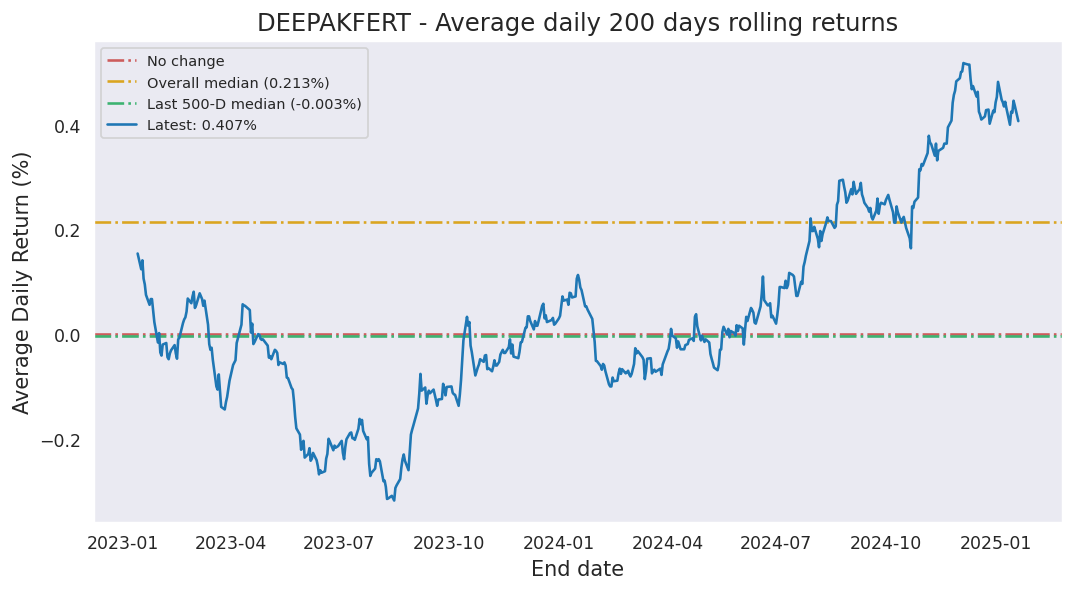 DEEPAKFERT - Average daily 200 days rolling returns
No change
Overall median (0.213%)
Last 500-D median (-0.003%)
Latest: 0.407%
Average Daily Return (%)
0.4
0.2
0.0
−0.2
2023-01 2023-04 2023-07 2023-10 2024-01 2024-04 2024-07 2024-10 2025-01
End date